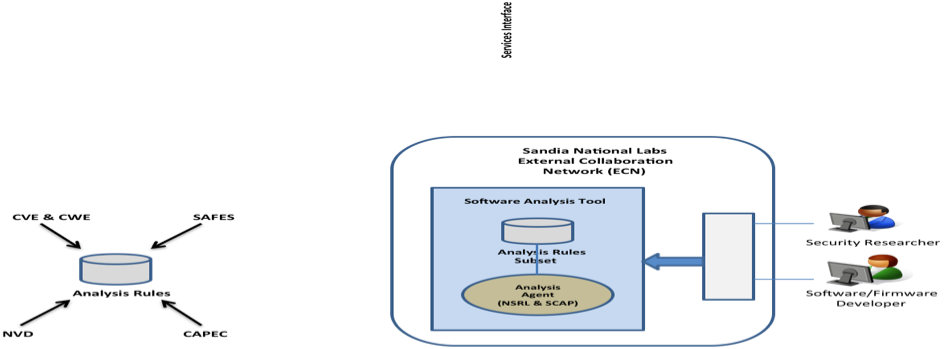 Services Interface
Sandia National Labs
External Collaboration
Network (ECN)
Software Analysis Tool
Analysis Rules
Subset
Analysis
Agent
(NSRL & SCAP)
CVE & CWE
SAFES
Analysis Rules
NVD
CAPEC
Security Researcher
Software/Firmware
Developer